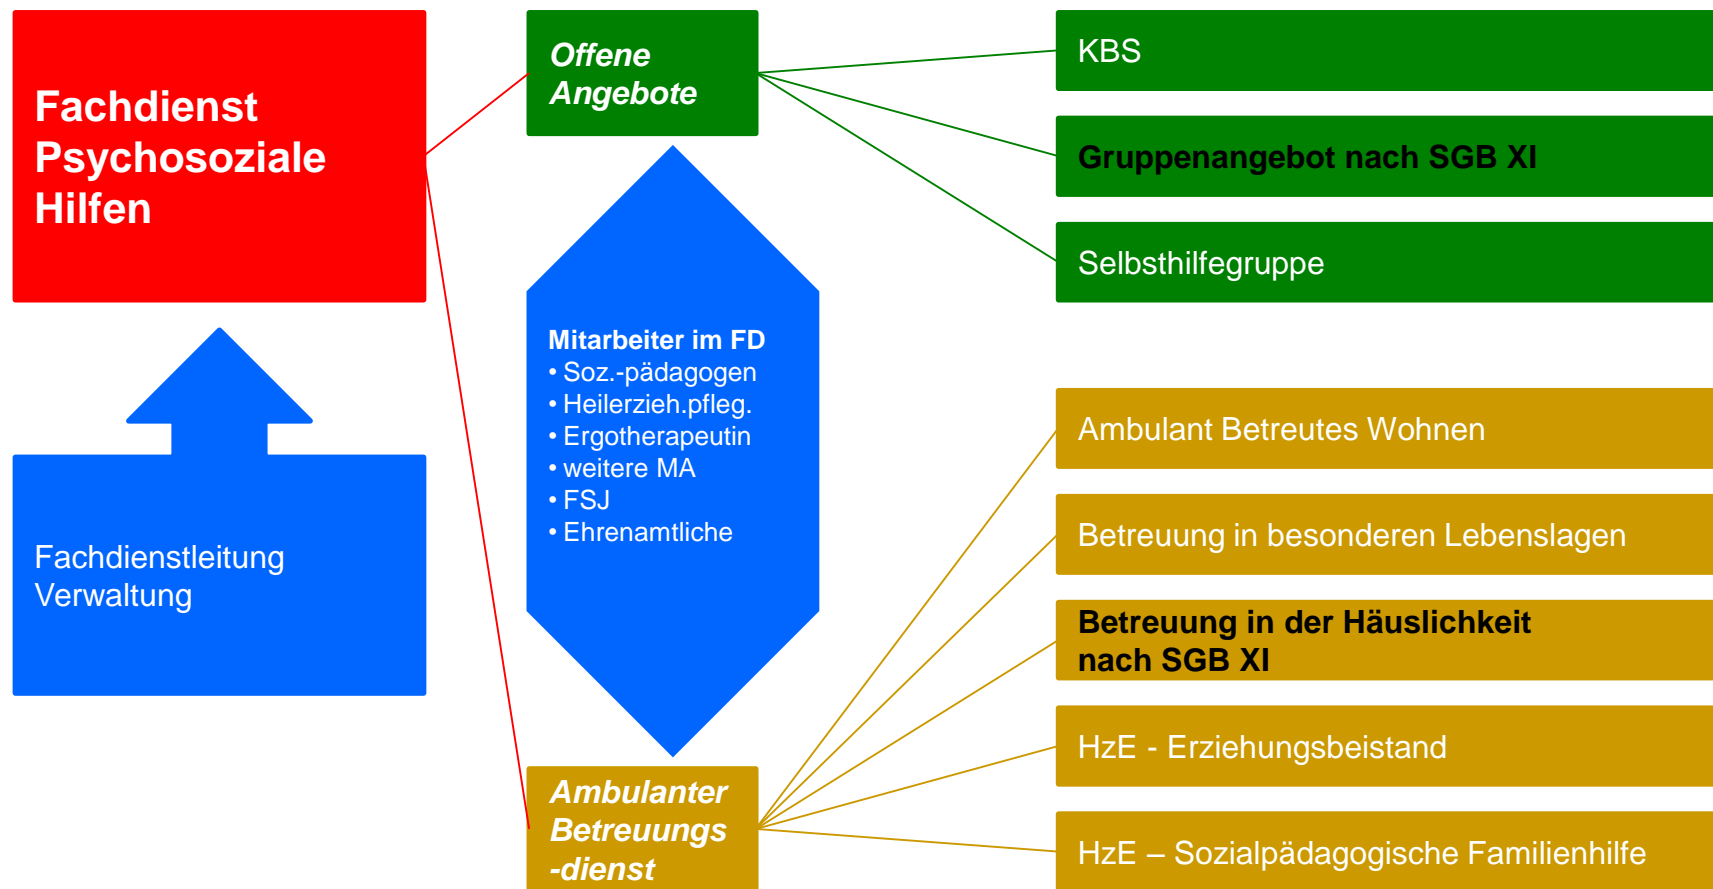 Fachdienst
Psychosoziale
Hilfen
Fachdienstleitung
Verwaltung
Offene
Angebote
Mitarbeiter im FD
• Soz.-pädagogen
• Heilerzieh.pfleg.
• Ergotherapeutin
• weitere MA
• FSJ
• Ehrenamtliche
Ambulanter
Betreuungs
-dienst
KBS
Gruppenangebot nach SGB XI
Selbsthilfegruppe
Ambulant Betreutes Wohnen
Betreuung in besonderen Lebenslagen
Betreuung in der Häuslichkeit
nach SGB XI
HzE - Erziehungsbeistand
HzE – Sozialpädagogische Familienhilfe